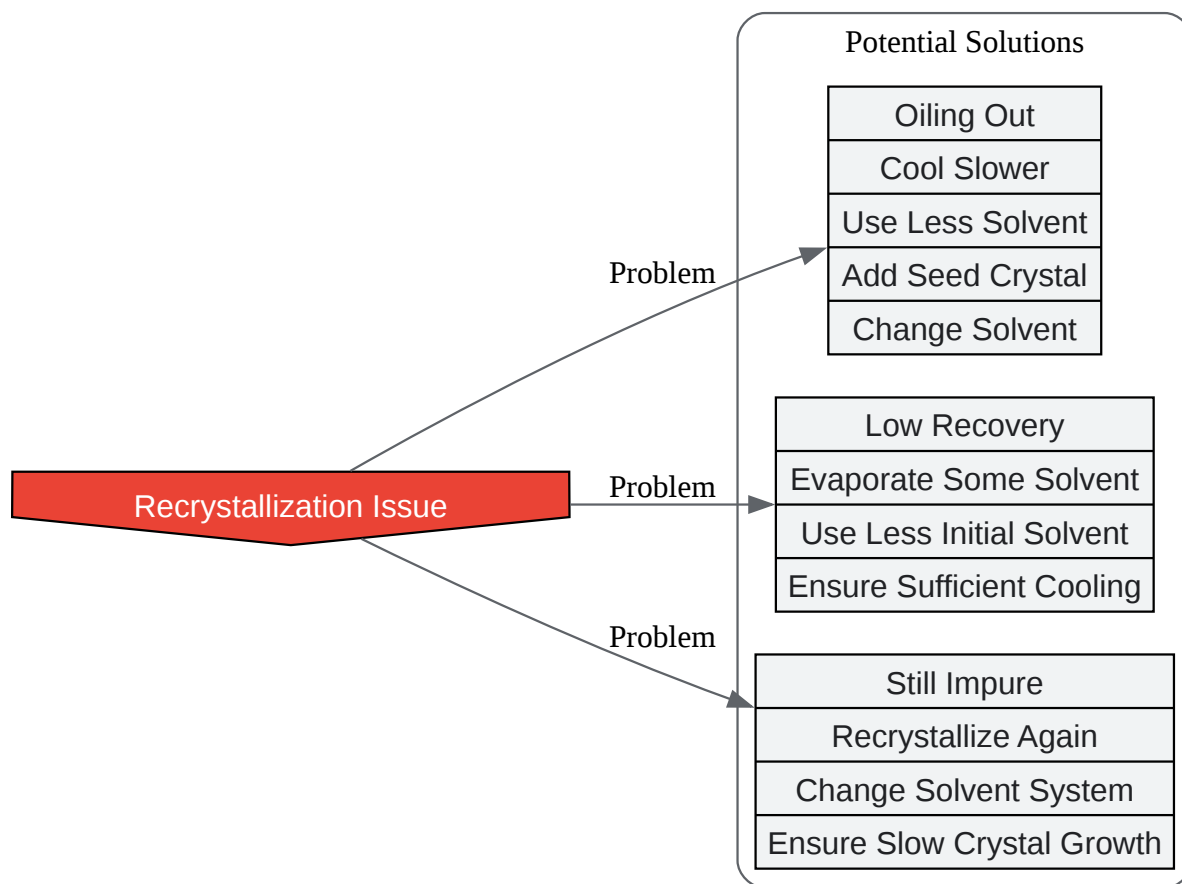 Potential Solutions
Oiling Out
Cool Slower
Use Less Solvent
Add Seed Crystal
Change Solvent
Problem
Low Recovery
Evaporate Some Solvent
Use Less Initial Solvent
Ensure Sufficient Cooling
Problem
Recrystallization Issue
Problem
Still Impure
Recrystallize Again
Change Solvent System
Ensure Slow Crystal Growth